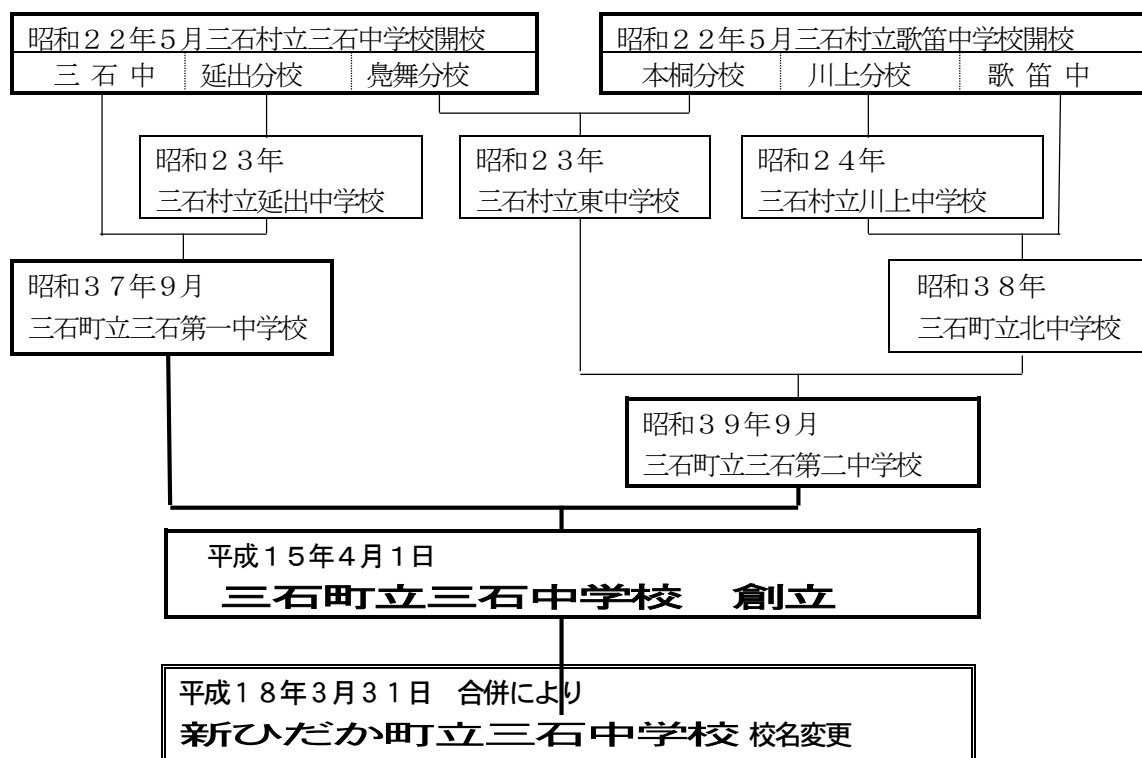 昭和２２年５月三石村立三石中学校開校
三 石 中　延出分校　鳧舞分校
昭和２２年５月三石村立歌笛中学校開校
本桐分校　川上分校　歌 笛 中
昭和２３年
三石村立延出中学校
昭和２３年
三石村立東中学校
昭和２４年
三石村立川上中学校
昭和３７年９月
三石町立三石第一中学校
昭和３８年
三石町立北中学校
昭和３９年９月
三石町立三石第二中学校
平成１５年４月１日
三石町立三石中学校　創立
平成１８年３月３１日　合併により
新ひだか町立三石中学校 校名変更